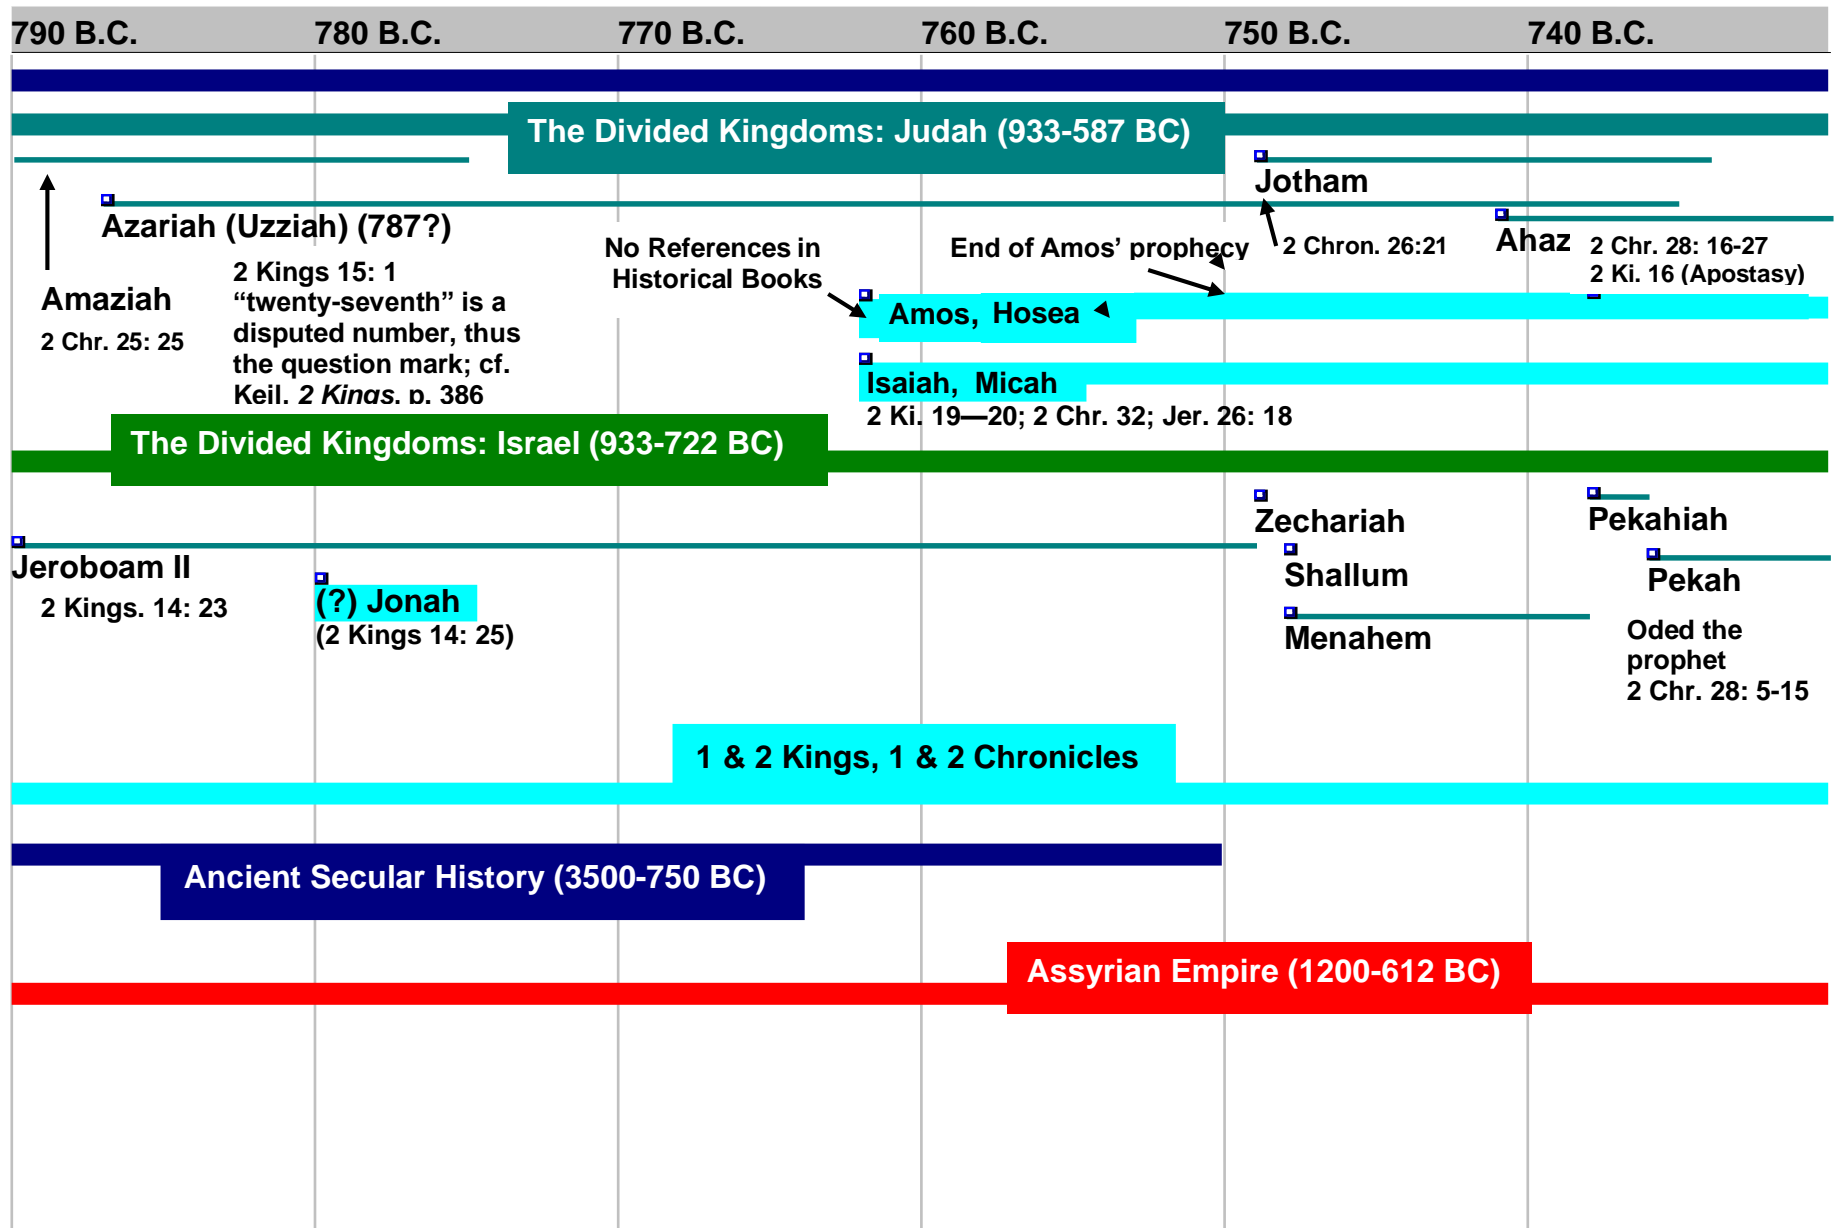 790 B.C. 780 B.C. 770 B.C. 760 B.C. 750 B.C. 740 B.C.
The Divided Kingdoms: Judah (933-587 BC)
Jotham
2 Chron. 26:21
Azariah (Uzziah) (787?)
2 Kings 15: 1
“twenty-seventh” is a
disputed number, thus
the question mark; cf.
Keil. 2 Kings. p. 386
Amaziah
2 Chr. 25: 25
No References in
Historical Books
End of Amos’ prophecy
Ahaz
2 Chr. 28: 16-27
2 Ki. 16 (Apostasy)
Amos, Hosea
Isaiah, Micah
2 Ki. 19—20; 2 Chr. 32; Jer. 26: 18
The Divided Kingdoms: Israel (933-722 BC)
Zechariah
Pekahiah
Jeroboam II
2 Kings. 14: 23
(?) Jonah
(2 Kings 14: 25)
Shallum
Pekah
Menahem
Oded the
prophet
2 Chr. 28: 5-15
1 & 2 Kings, 1 & 2 Chronicles
Ancient Secular History (3500-750 BC)
Assyrian Empire (1200-612 BC)